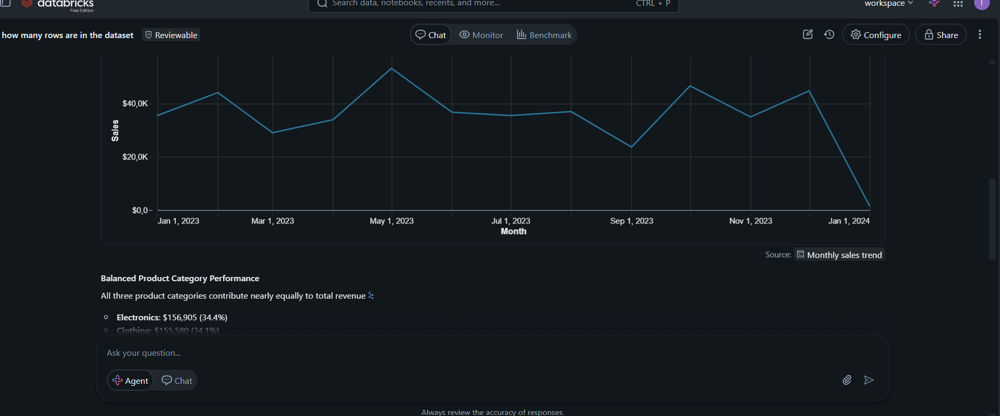 databricks
Free Edition
Search data, notebooks, recents, and more...
CTRL + P
workspace
T
how many rows are in the dataset
Reviewable
Chat
Monitor
Benchmark
Configure
Share
$40,0K
$20,0K
$0,0
Sales
Jan 1, 2023
Mar 1, 2023
May 1, 2023
Jul 1, 2023
Sep 1, 2023
Nov 1, 2023
Jan 1, 2024
Month
Source: Monthly sales trend
Balanced Product Category Performance
All three product categories contribute nearly equally to total revenue 5:
Electronics: $156,905 (34.4%)
Clothing: $155,580 (34.1%)
Ask your question...
Agent
Chat
Always review the accuracy of responses.